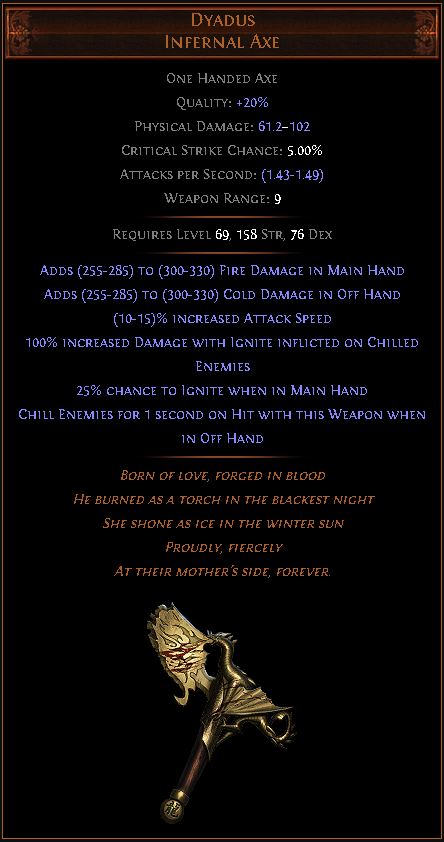 Dyadus
Infernal Axe
One Handed Axe
Quality: +20%
Physical Damage: 61.2–102
Critical Strike Chance: 5.00%
Attacks per Second: (1.43-1.49)
Weapon Range: 9
Requires Level 69, 158 Str, 76 Dex
Adds (255-285) to (300-330) Fire Damage in Main Hand
Adds (255-285) to (300-330) Cold Damage in Off Hand
(10-15)% increased Attack Speed
100% increased Damage with Ignite inflicted on Chilled
Enemies
25% chance to Ignite when in Main Hand
Chill Enemies for 1 second on Hit with this Weapon when
in Off Hand
Born of love, forged in blood
He burned as a torch in the blackest night
She shone as ice in the winter sun
Proudly, fiercely
At their mother's side, forever.